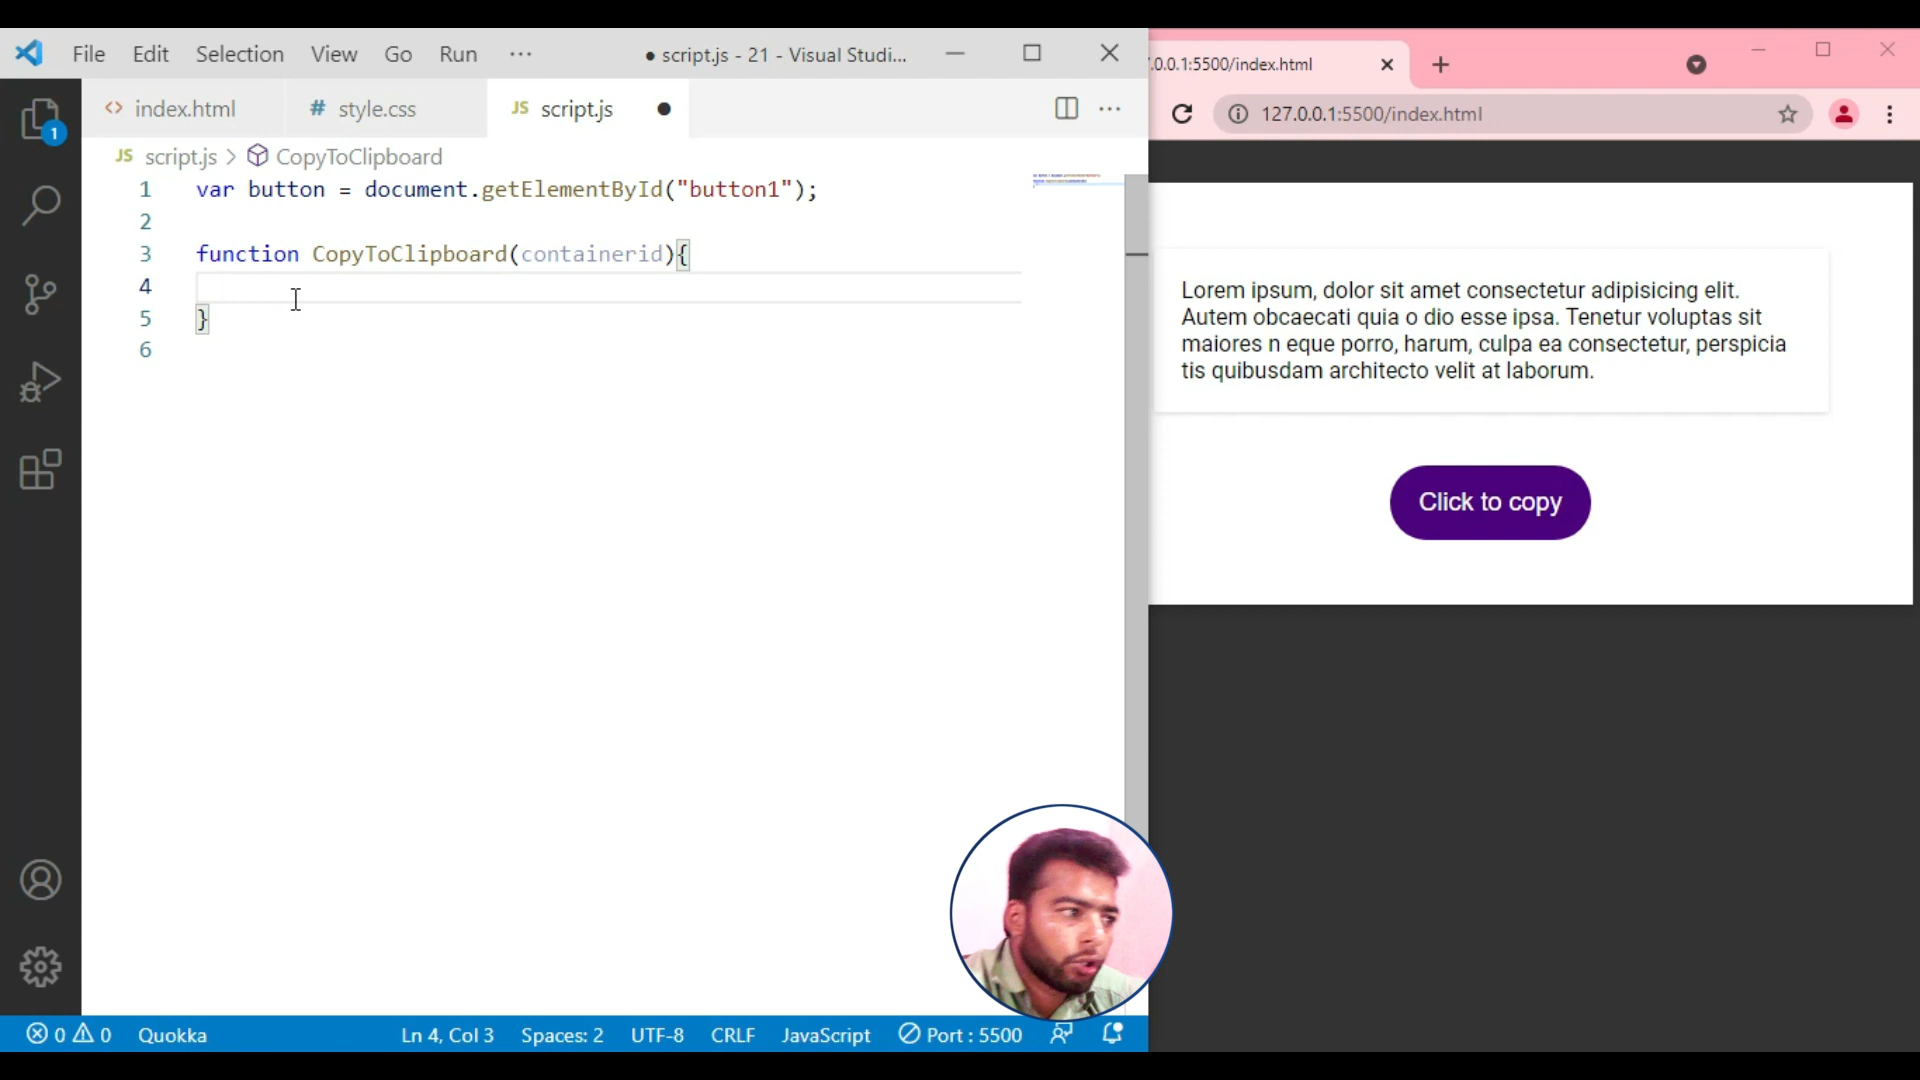 File Edit Selection View Go Run ··· ● script.js - 21 - Visual Studi...
<> index.html # style.css JS script.js ●
JS script.js > CopyToClipboard
1 var button = document.getElementById("button1");
2
3 function CopyToClipboard(containerid){
4
5 }
6
1
0 0 Quokka Ln 4, Col 3 Spaces: 2 UTF-8 CRLF JavaScript Port : 5500
.0.0.1:5500/index.html
127.0.0.1:5500/index.html
Lorem ipsum, dolor sit amet consectetur adipisicing elit.
Autem obcaecati quia o dio esse ipsa. Tenetur voluptas sit
maiores n eque porro, harum, culpa ea consectetur, perspicia
tis quibusdam architecto velit at laborum.
Click to copy